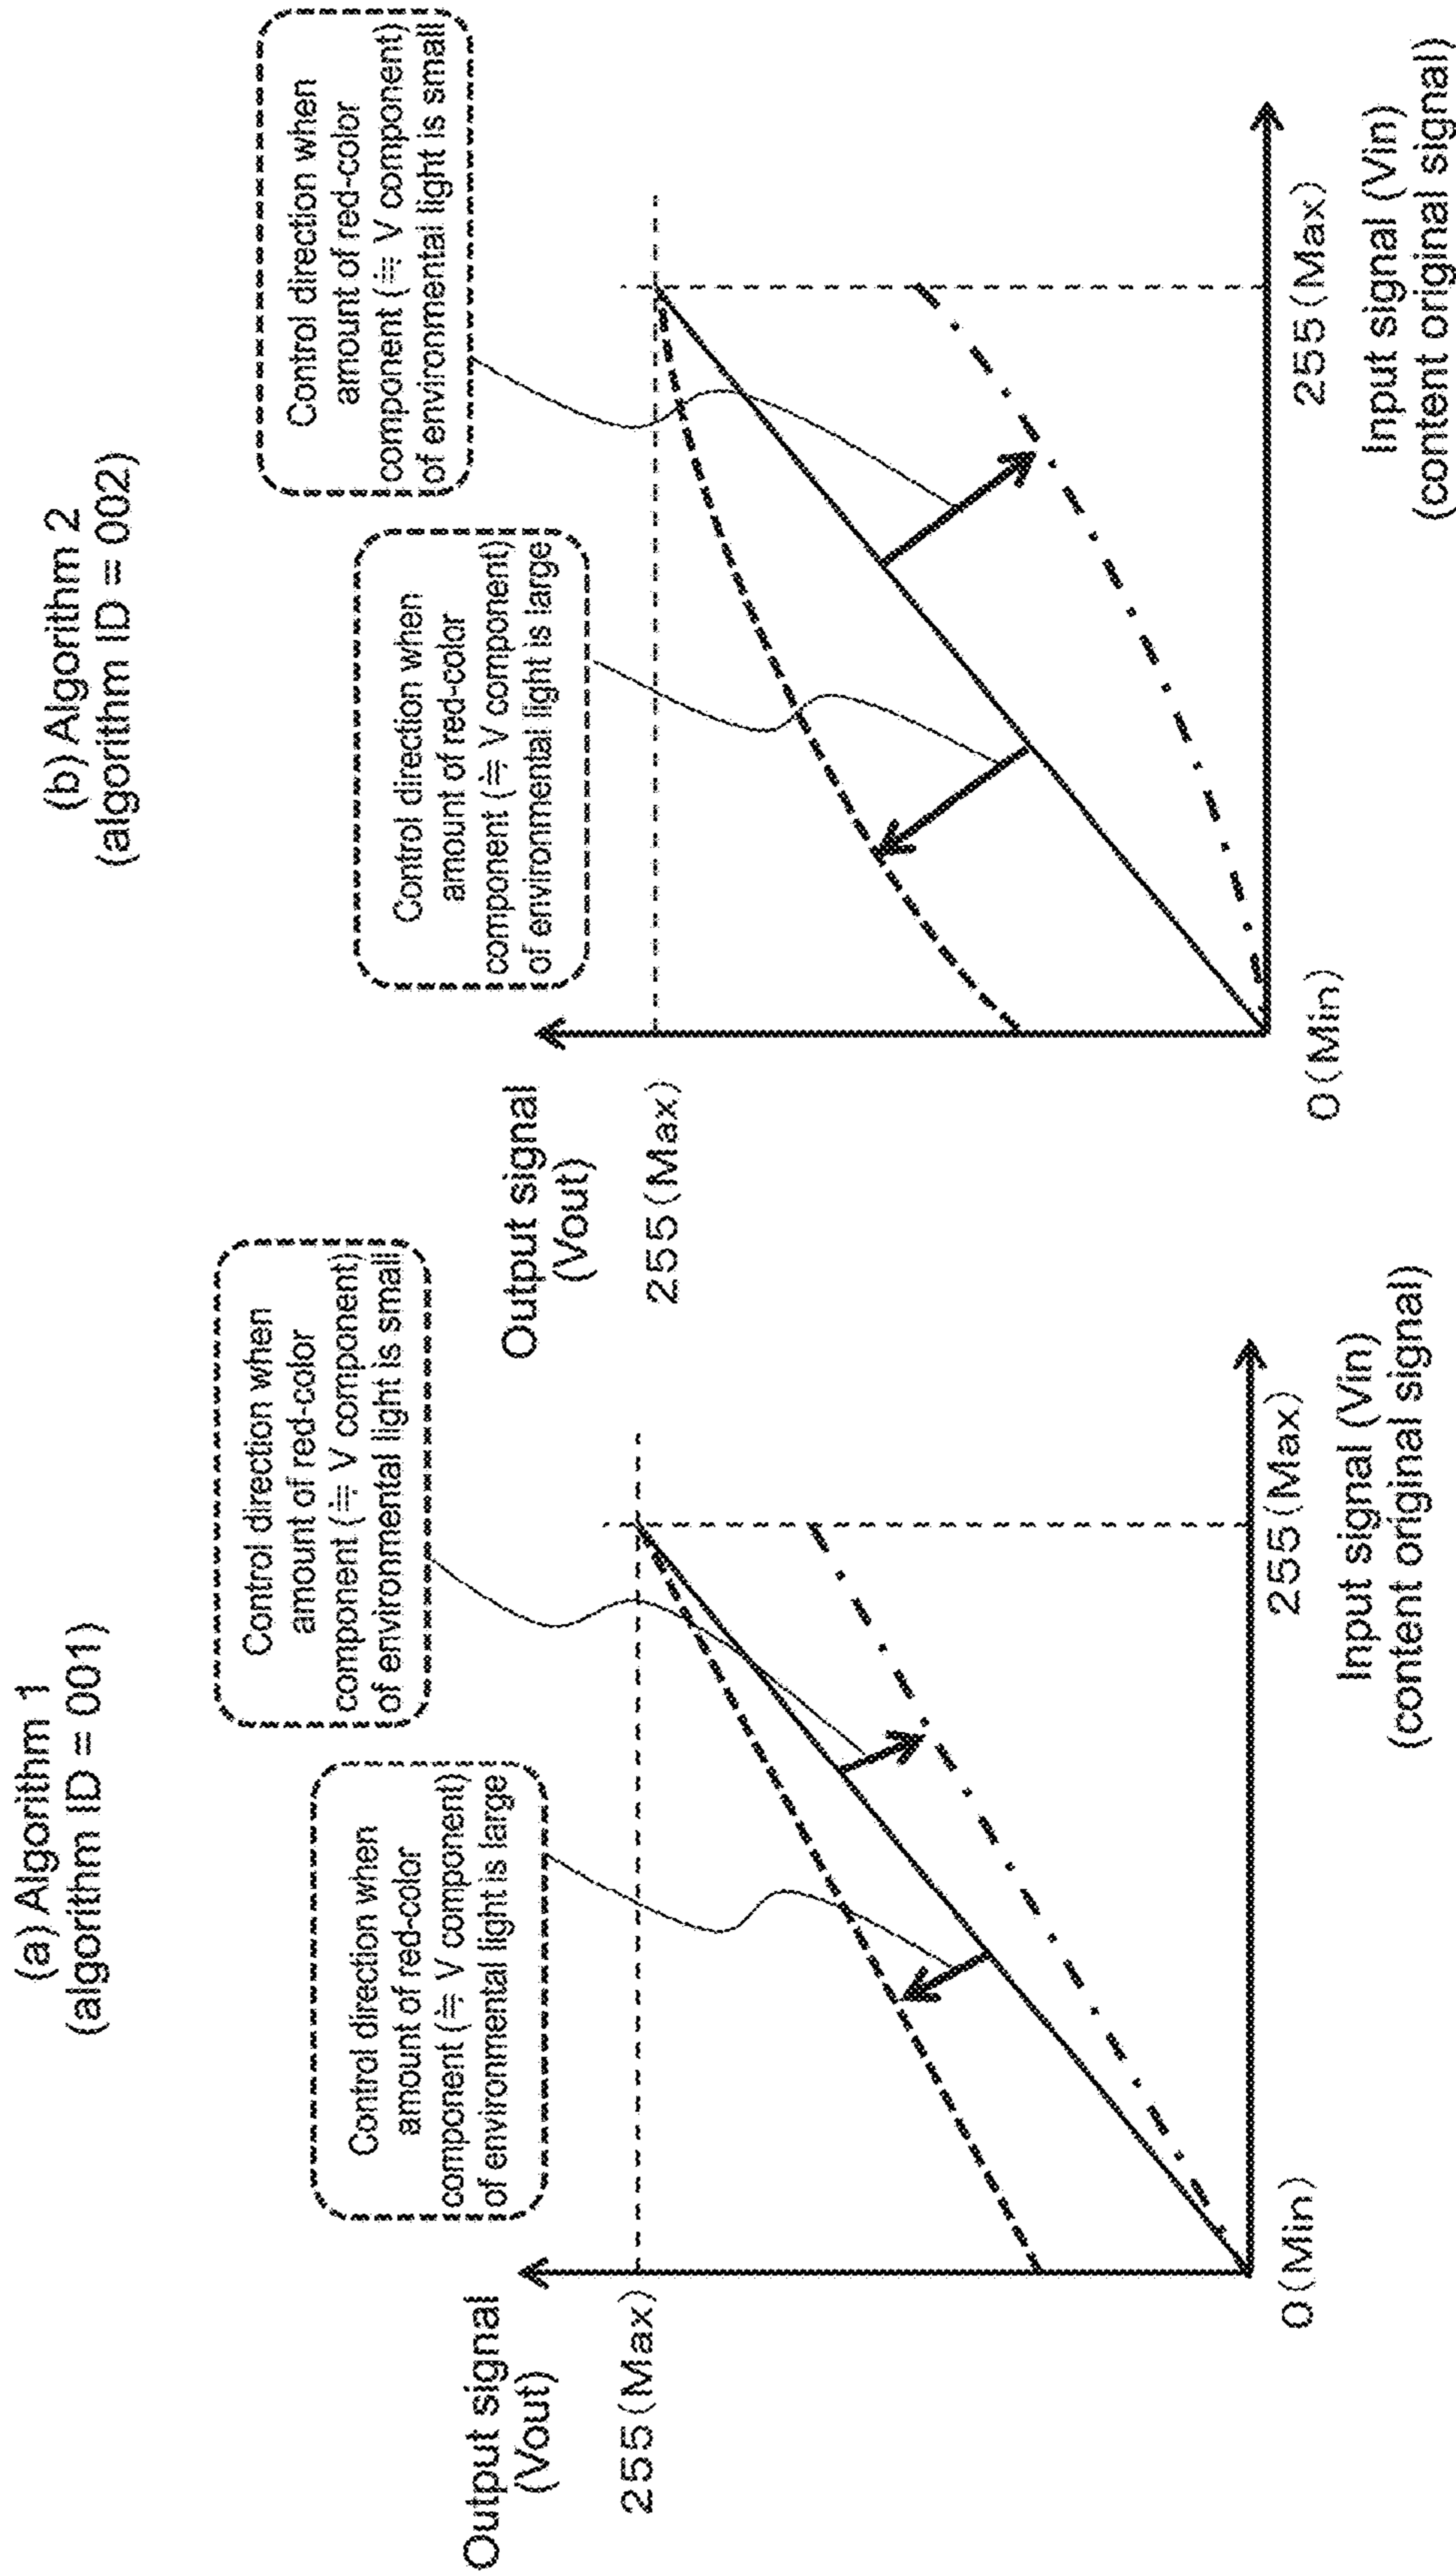 (a) Algorithm 1
(algorithm ID = 001)
Control direction when
amount of red-color
component (≒ V component)
of environmental light is small
Control direction when
amount of red-color
component (≒ V component)
of environmental light is large
Output signal
(Vout)
255(Max)
0(Min)
255(Max)
Input signal (Vin)
(content original signal)
(b) Algorithm 2
(algorithm ID = 002)
Control direction when
amount of red-color
component (≒ V component)
of environmental light is small
Control direction when
amount of red-color
component (≒ V component)
of environmental light is large
Output signal
(Vout)
255(Max)
0(Min)
255(Max)
Input signal (Vin)
(content original signal)